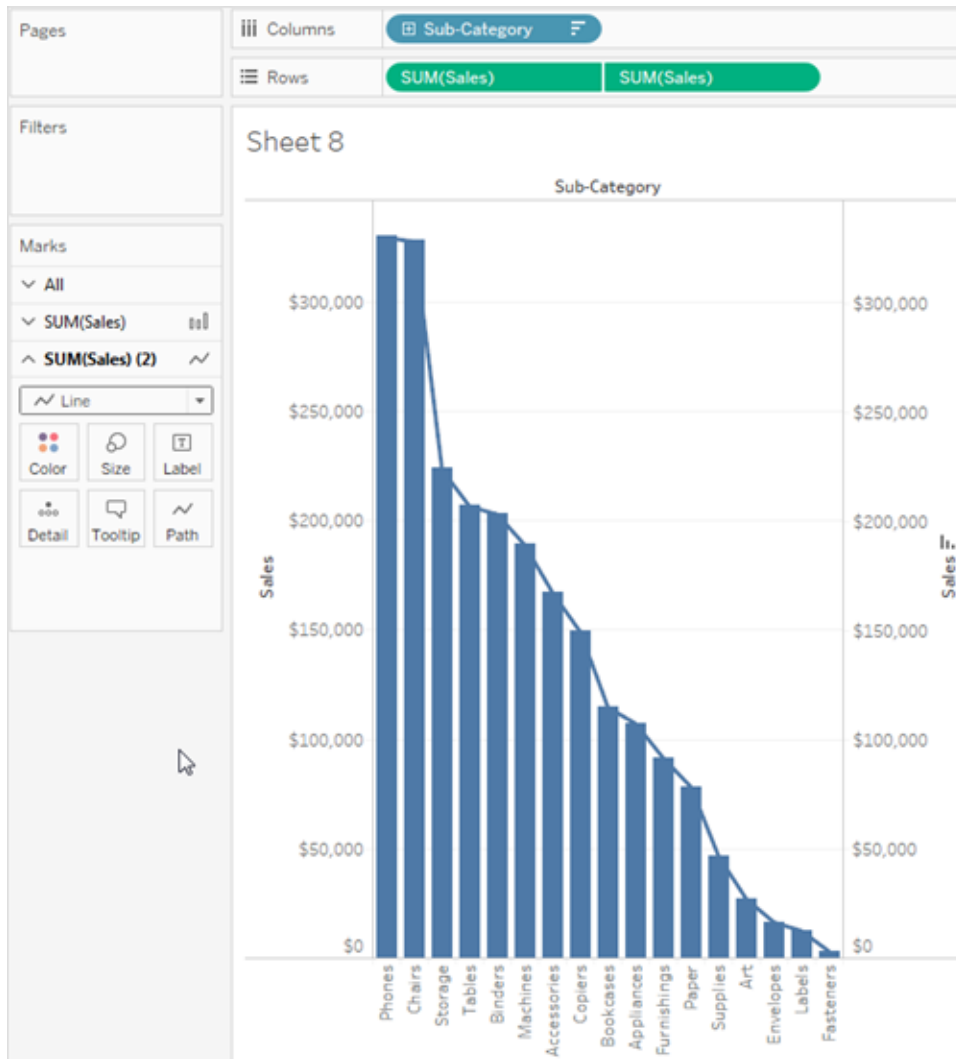 Pages
Columns
Sub-Category
Rows
SUM(Sales)
SUM(Sales)
Filters
Sheet 8
Sub-Category
Marks
All
SUM(Sales)
SUM(Sales) (2)
Line
Color
Size
Label
T
Detail
Tooltip
Path
Sales
$300,000
$250,000
$200,000
$150,000
$100,000
$50,000
$0
$300,000
$250,000
$200,000
$150,000
$100,000
$50,000
$0
Sales
Phones
Chairs
Storage
Tables
Binders
Machines
Accessories
Copiers
Bookcases
Appliances
Furnishings
Paper
Supplies
Art
Envelopes
Labels
Fasteners